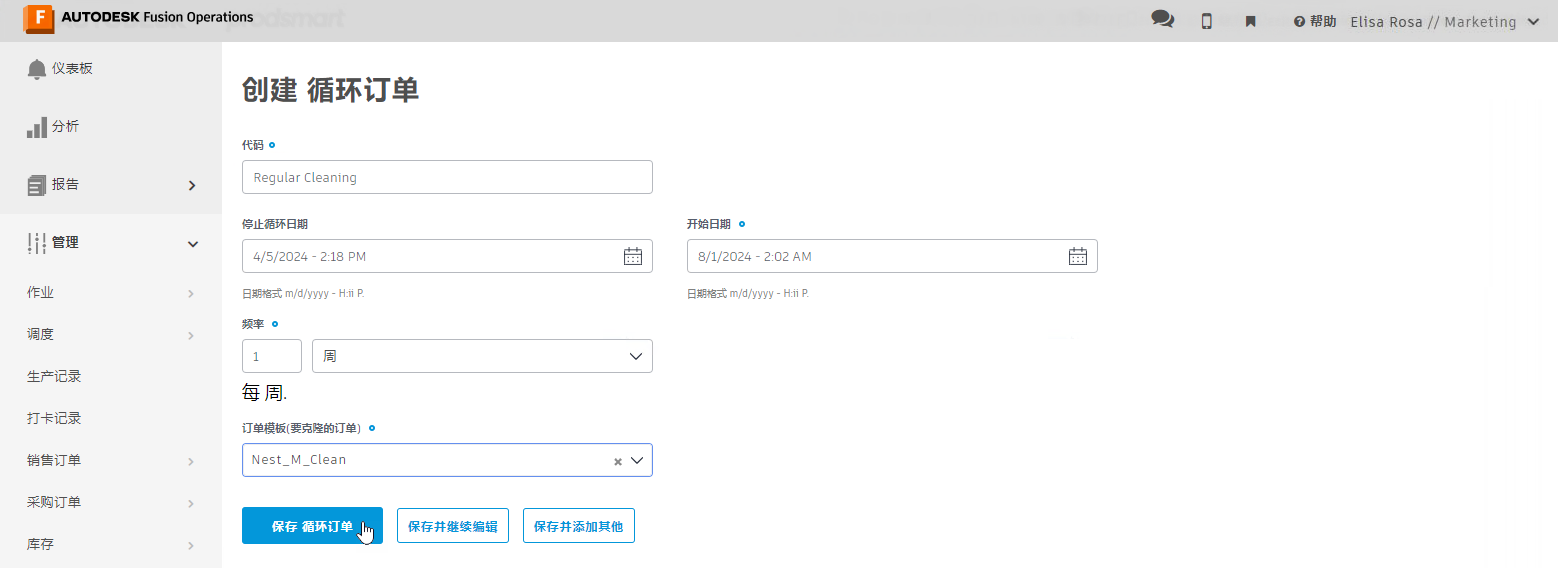 AUTODESK Fusion Operations
帮助
Elisa Rosa // Marketing
仪表板
分析
报告
管理
作业
调度
生产记录
打卡记录
销售订单
采购订单
库存
创建 循环订单
代码
Regular Cleaning
停止循环日期
开始日期
4/5/2024 - 2:18 PM
8/1/2024 - 2:02 AM
日期格式 m/d/yyyy - H:ii P.
日期格式 m/d/yyyy - H:ii P.
频率
1
周
每 周.
订单模板(要克隆的订单)
Nest_M_Clean
保存 循环订单
保存并继续编辑
保存并添加其他